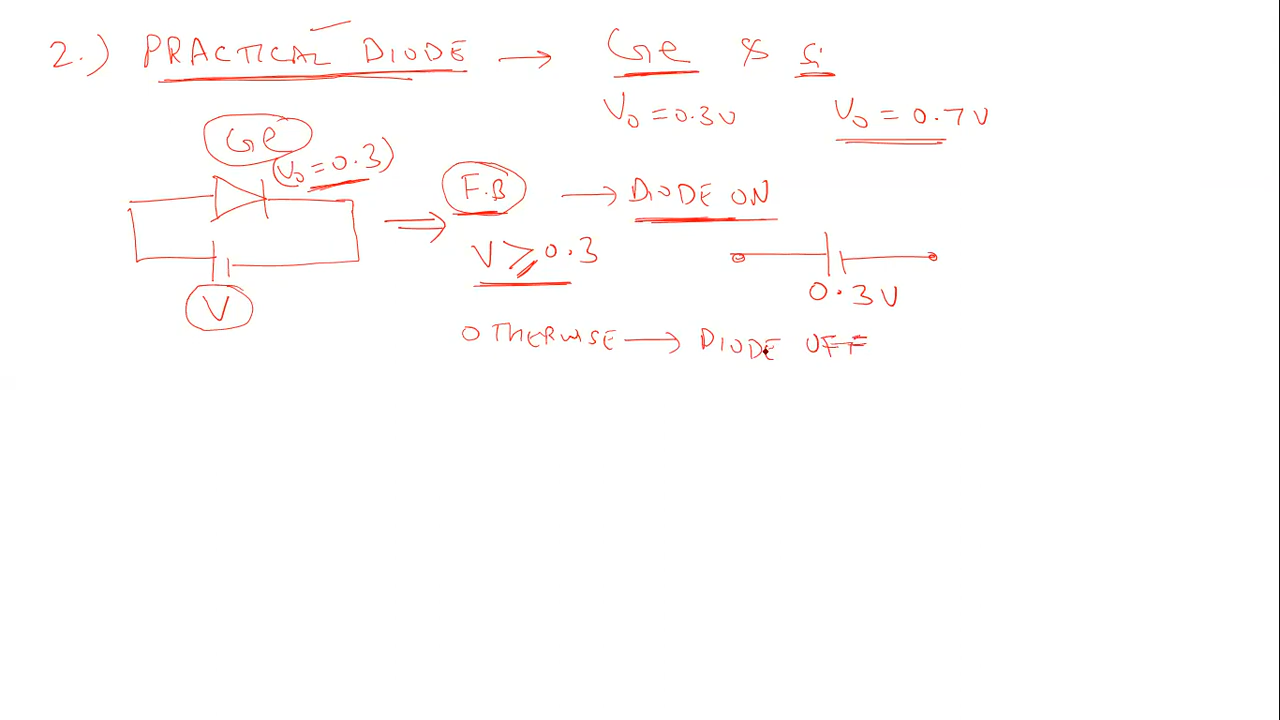 2.) PRACTICAL DIODE → Ge & Si
V0 = 0.3V V0 = 0.7V
Ge
(V0 = 0.3)
F.B → DIODE ON
V ≥ 0.3
0.3V
V
OTHERWISE → DIODE OFF